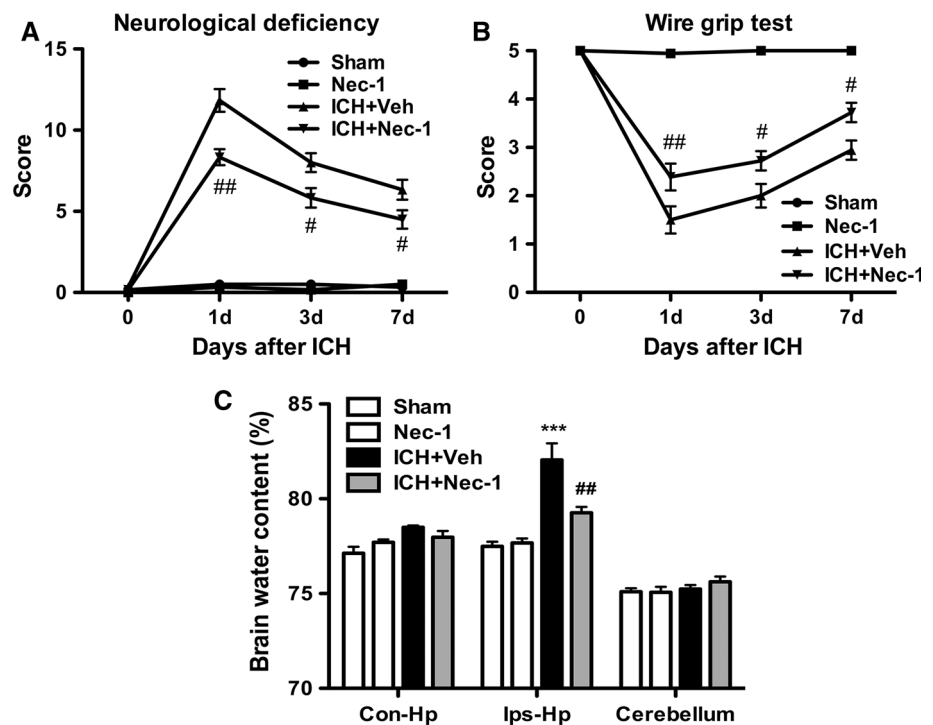 A
Neurological deficiency
15
10
5
0
Score
Sham
Nec-1
ICH+Veh
ICH+Nec-1
##
#
#
0 1d 3d 7d
Days after ICH
B
Wire grip test
5
4
3
2
1
0
Score
##
#
#
Sham
Nec-1
ICH+Veh
ICH+Nec-1
0 1d 3d 7d
Days after ICH
C
85
80
75
70
Brain water content (%)
Sham
Nec-1
ICH+Veh
ICH+Nec-1
***
##
Con-Hp Ips-Hp Cerebellum